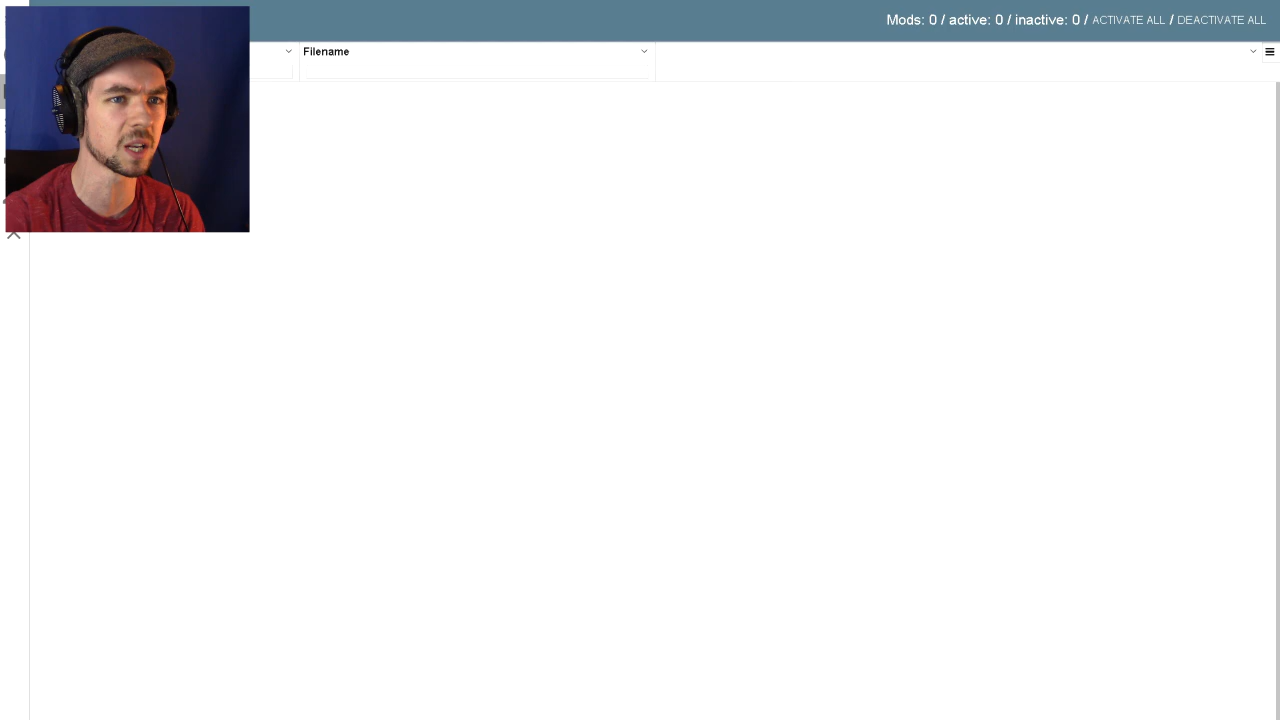 Mods: 0 / active: 0 / inactive: 0 / ACTIVATE ALL / DEACTIVATE ALL
Filename